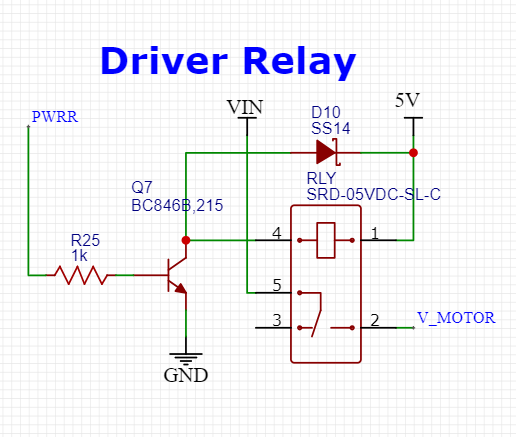 Driver Relay
PWRR
VIN
D10
SS14
5V
Q7
BC846B,215
RLY
SRD-05VDC-SL-C
R25
1k
4
1
5
3
2
V_MOTOR
GND